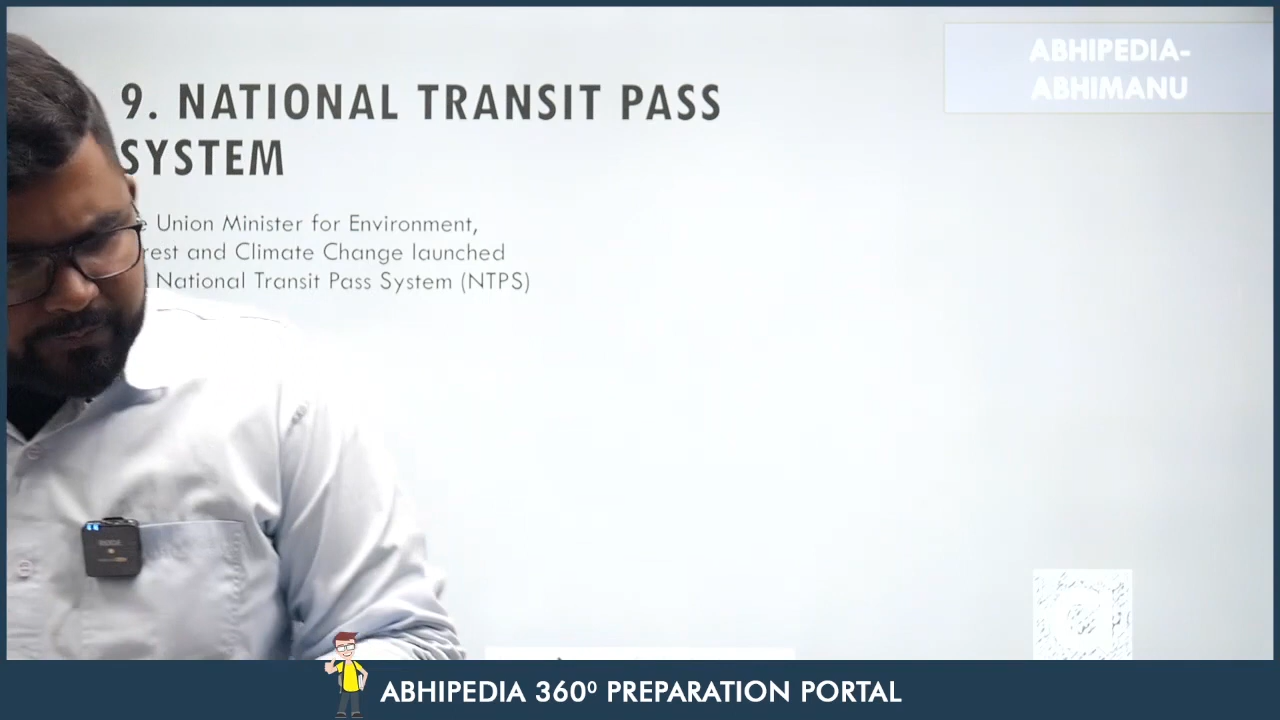 ABHIPEDIA-
ABHIMANU
9. NATIONAL TRANSIT PASS
SYSTEM
Union Minister for Environment,
and Climate Change launched
National Transit Pass System (NTPS)
ABHIPEDIA 360⁰ PREPARATION PORTAL